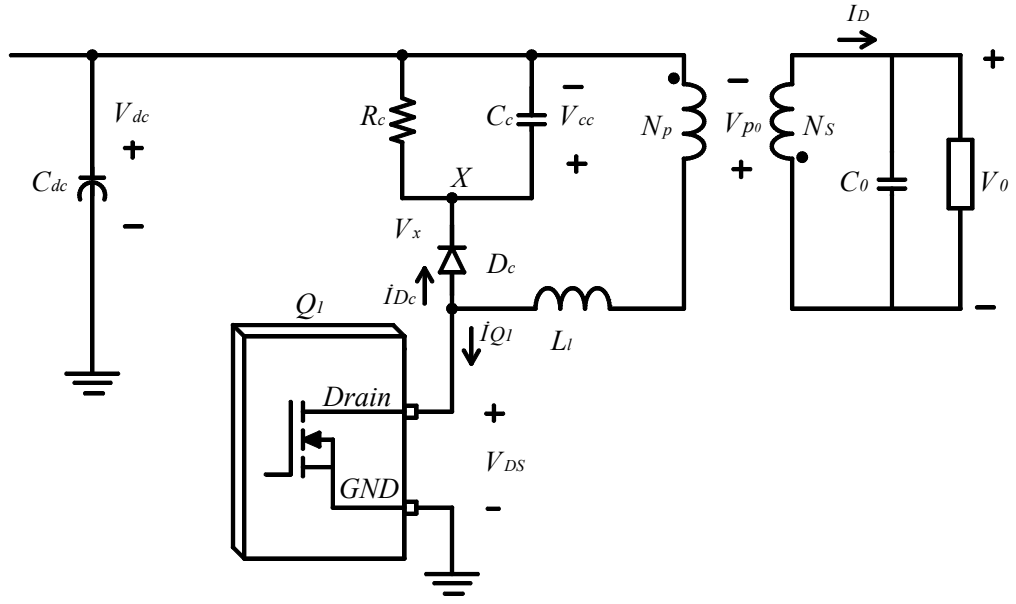 I_D
+
V_dc
+
C_dc
−
R_c
C_c
−
V_cc
+
N_p
−
V_p0
+
N_S
C_0
V_0
−
X
V_x
D_c
i_Dc
Q_1
i_Q1
L_l
Drain
+
V_DS
GND
−